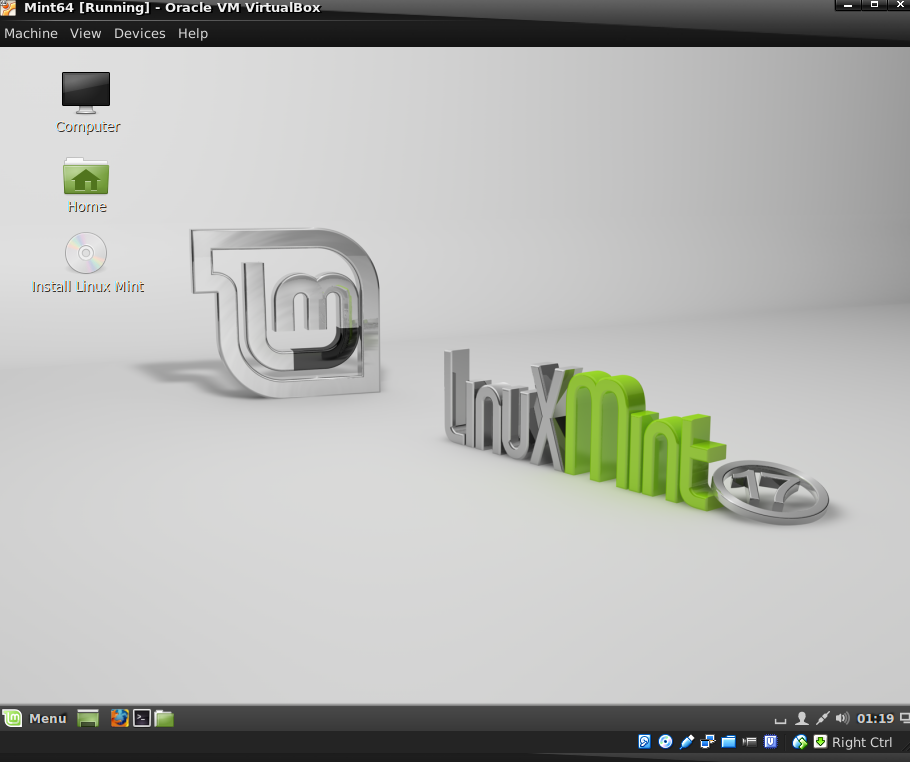 Mint64 [Running] - Oracle VM VirtualBox
Machine View Devices Help
Computer
Home
Install Linux Mint
lm
LinuxMint 17
Menu
01:19
Right Ctrl